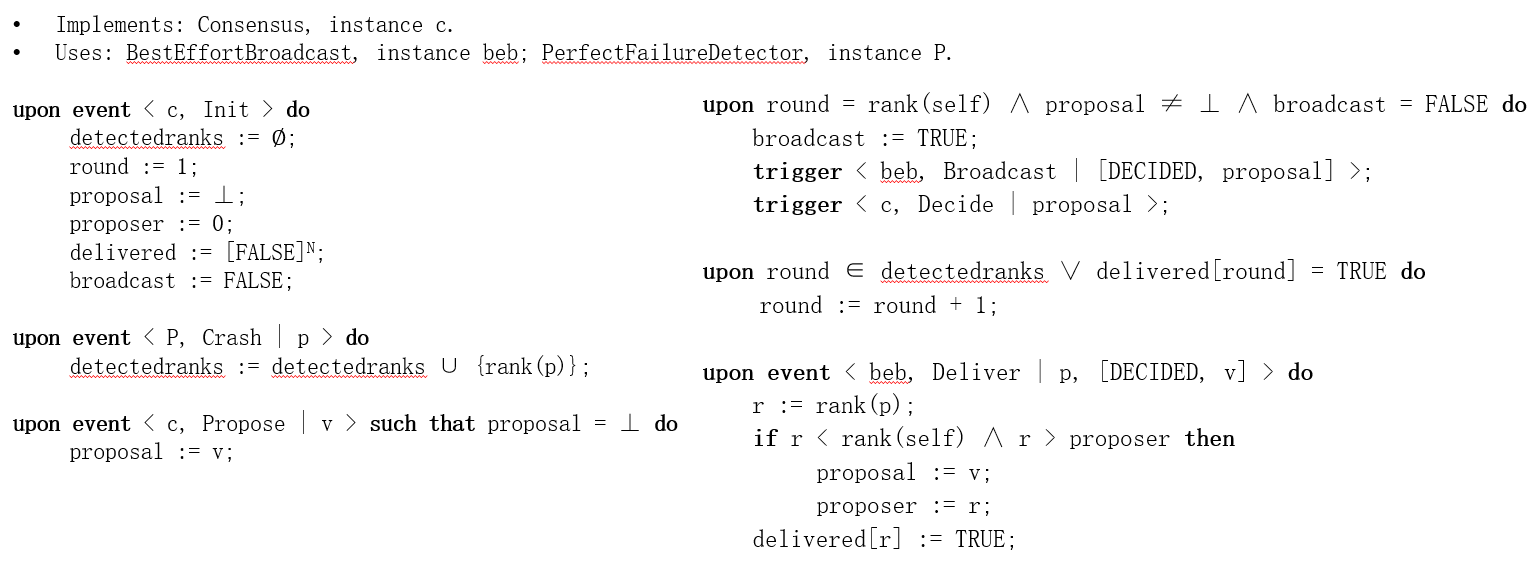 • Implements: Consensus, instance c.
• Uses: BestEffortBroadcast, instance beb; PerfectFailureDetector, instance P.
upon event < c, Init > do
detectedranks := Ø;
round := 1;
proposal := ⊥;
proposer := 0;
delivered := [FALSE]ᴺ;
broadcast := FALSE;
upon event < P, Crash | p > do
detectedranks := detectedranks ∪ {rank(p)};
upon event < c, Propose | v > such that proposal = ⊥ do
proposal := v;
upon round = rank(self) ∧ proposal ≠ ⊥ ∧ broadcast = FALSE do
broadcast := TRUE;
trigger < beb, Broadcast | [DECIDED, proposal] >;
trigger < c, Decide | proposal >;
upon round ∈ detectedranks ∨ delivered[round] = TRUE do
round := round + 1;
upon event < beb, Deliver | p, [DECIDED, v] > do
r := rank(p);
if r < rank(self) ∧ r > proposer then
proposal := v;
proposer := r;
delivered[r] := TRUE;